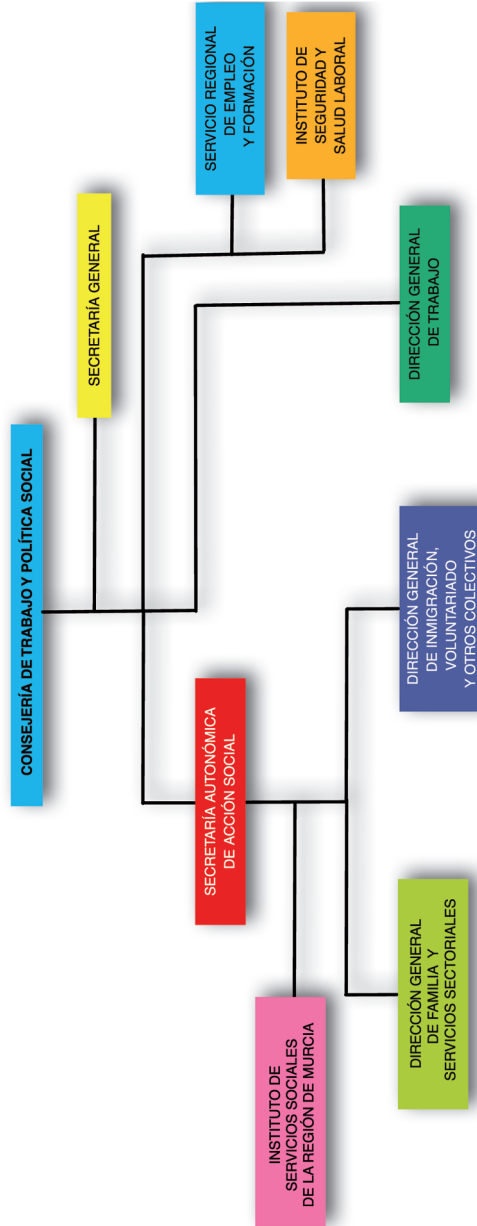 CONSEJERÍA DE TRABAJO Y POLÍTICA SOCIAL
SECRETARÍA GENERAL
SECRETARÍA AUTONÓMICA
DE ACCIÓN SOCIAL
SERVICIO REGIONAL
DE EMPLEO
Y FORMACIÓN
INSTITUTO DE
SEGURIDAD Y
SALUD LABORAL
INSTITUTO DE
SERVICIOS SOCIALES
DE LA REGIÓN DE MURCIA
DIRECCIÓN GENERAL
DE FAMILIA Y
SERVICIOS SECTORIALES
DIRECCIÓN GENERAL
DE INMIGRACIÓN,
VOLUNTARIADO
Y OTROS COLECTIVOS
DIRECCIÓN GENERAL
DE TRABAJO